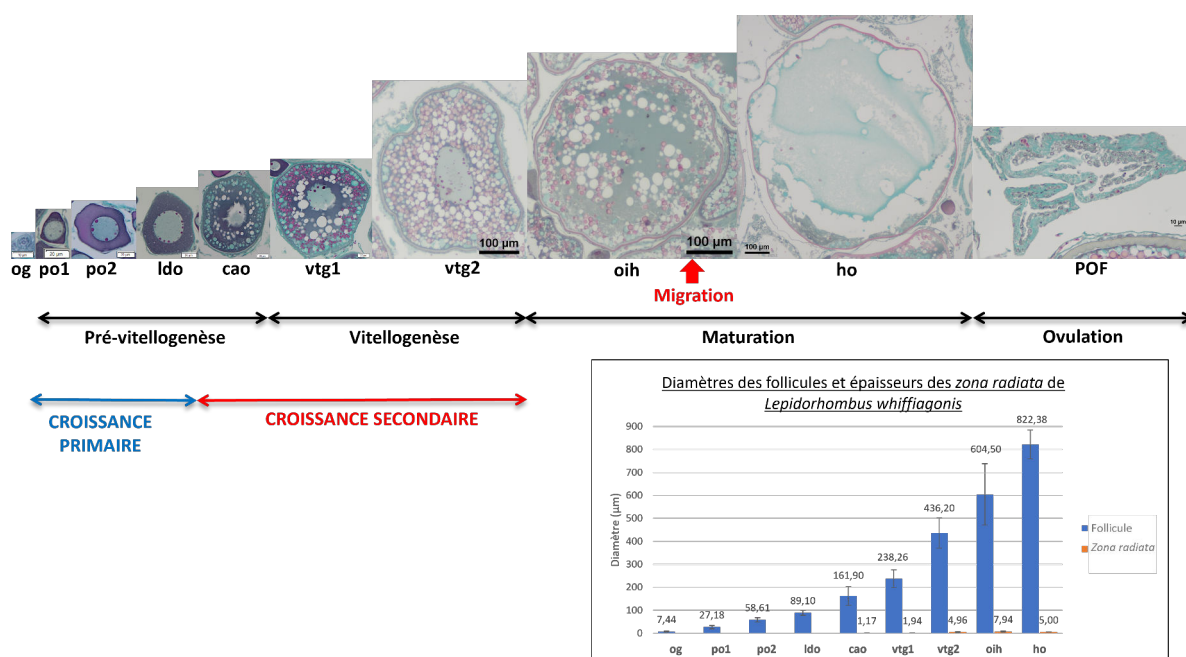 100 µm
100 µm
100 µm
10 µm
20 µm
og
po1
po2
ldo
cao
vtg1
vtg2
oih
ho
POF
Migration
Pré-vitellogenèse
Vitellogenèse
Maturation
Ovulation
CROISSANCE
PRIMAIRE
CROISSANCE SECONDAIRE
Diamètres des follicules et épaisseurs des zona radiata de
Lepidorhombus whiffiagonis
Diamètre (µm)
900
800
700
600
500
400
300
200
100
0
7,44
27,18
58,61
89,10
161,90
238,26
436,20
604,50
822,38
1,17
1,94
4,96
7,94
5,00
og po1 po2 ldo cao vtg1 vtg2 oih ho
Follicule
Zona radiata